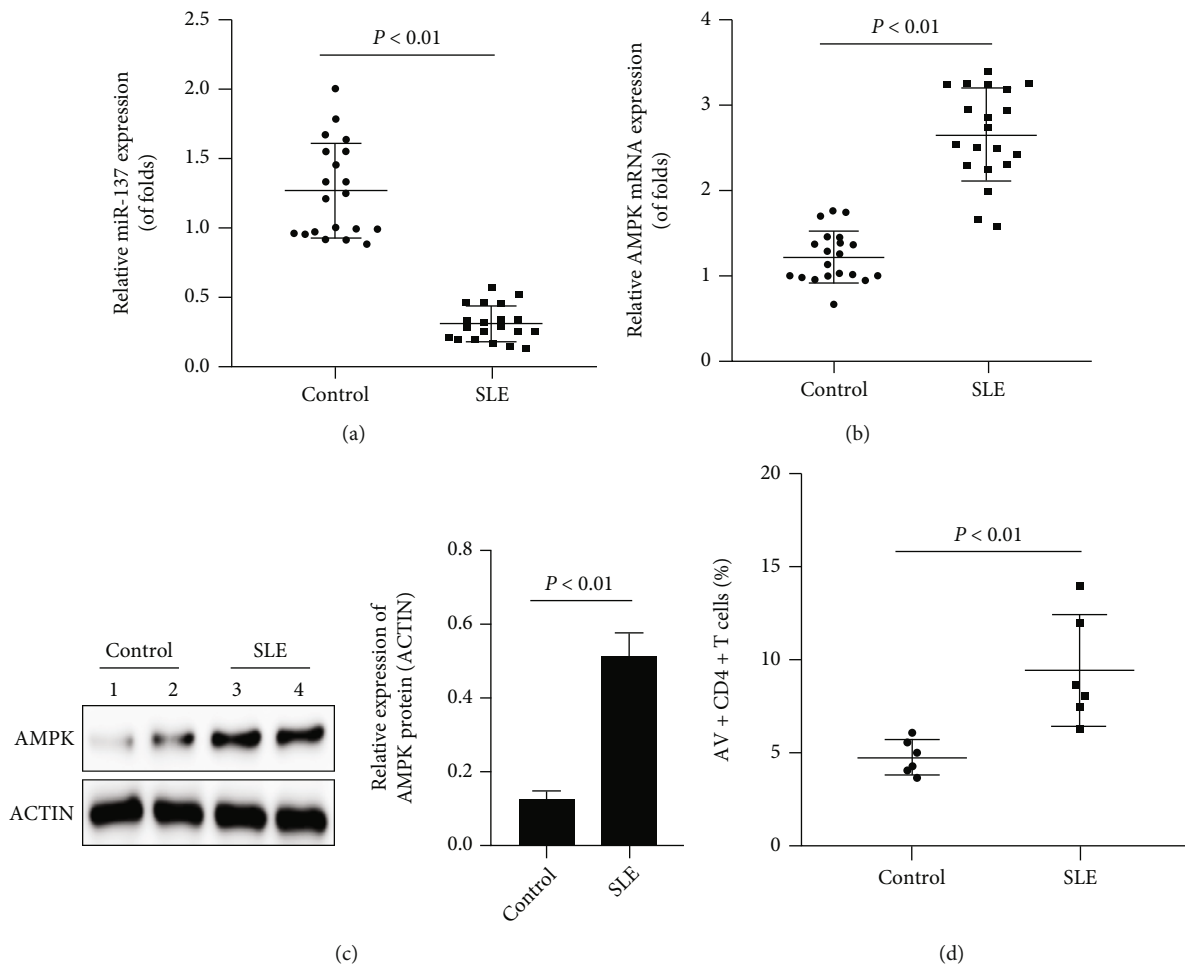 Relative miR-137 expression
(of folds)
2.5
2.0
1.5
1.0
0.5
0.0
P < 0.01
Control
SLE
(a)
Relative AMPK mRNA expression
(of folds)
4
3
2
1
0
P < 0.01
Control
SLE
(b)
Control
SLE
1
2
3
4
AMPK
ACTIN
Relative expression of
AMPK protein (ACTIN)
0.8
0.6
0.4
0.2
0.0
P < 0.01
Control
SLE
(c)
AV + CD4 + T cells (%)
20
15
10
5
0
P < 0.01
Control
SLE
(d)